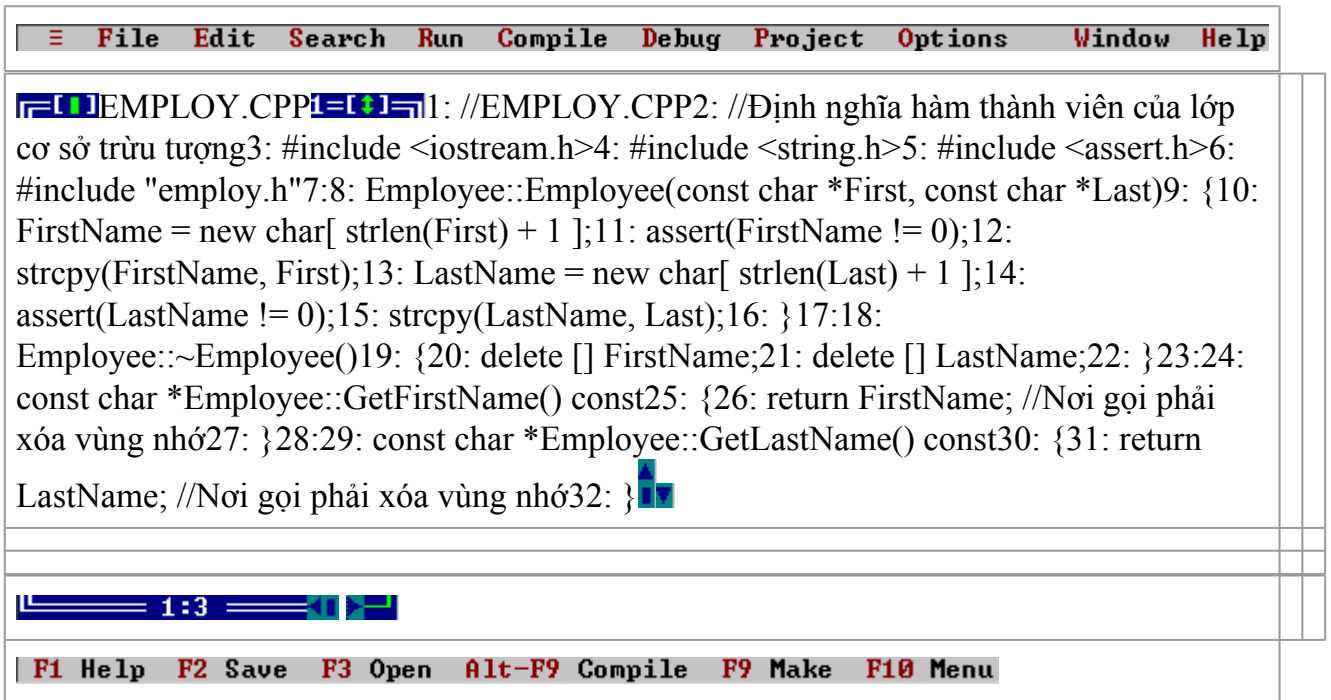 ≡ File Edit Search Run Compile Debug Project Options Window Help
╔=[▮]EMPLOY.CPP1=[↕]=╗1: //EMPLOY.CPP2: //Định nghĩa hàm thành viên của lớp
cơ sở trừu tượng3: #include <iostream.h>4: #include <string.h>5: #include <assert.h>6:
#include "employ.h"7:8: Employee::Employee(const char *First, const char *Last)9: {10:
FirstName = new char[ strlen(First) + 1 ];11: assert(FirstName != 0);12:
strcpy(FirstName, First);13: LastName = new char[ strlen(Last) + 1 ];14:
assert(LastName != 0);15: strcpy(LastName, Last);16: }17:18:
Employee::~Employee()19: {20: delete [] FirstName;21: delete [] LastName;22: }23:24:
const char *Employee::GetFirstName() const25: {26: return FirstName; //Nơi gọi phải
xóa vùng nhớ27: }28:29: const char *Employee::GetLastName() const30: {31: return
LastName; //Nơi gọi phải xóa vùng nhớ32: }
1:3
F1 Help F2 Save F3 Open Alt-F9 Compile F9 Make F10 Menu